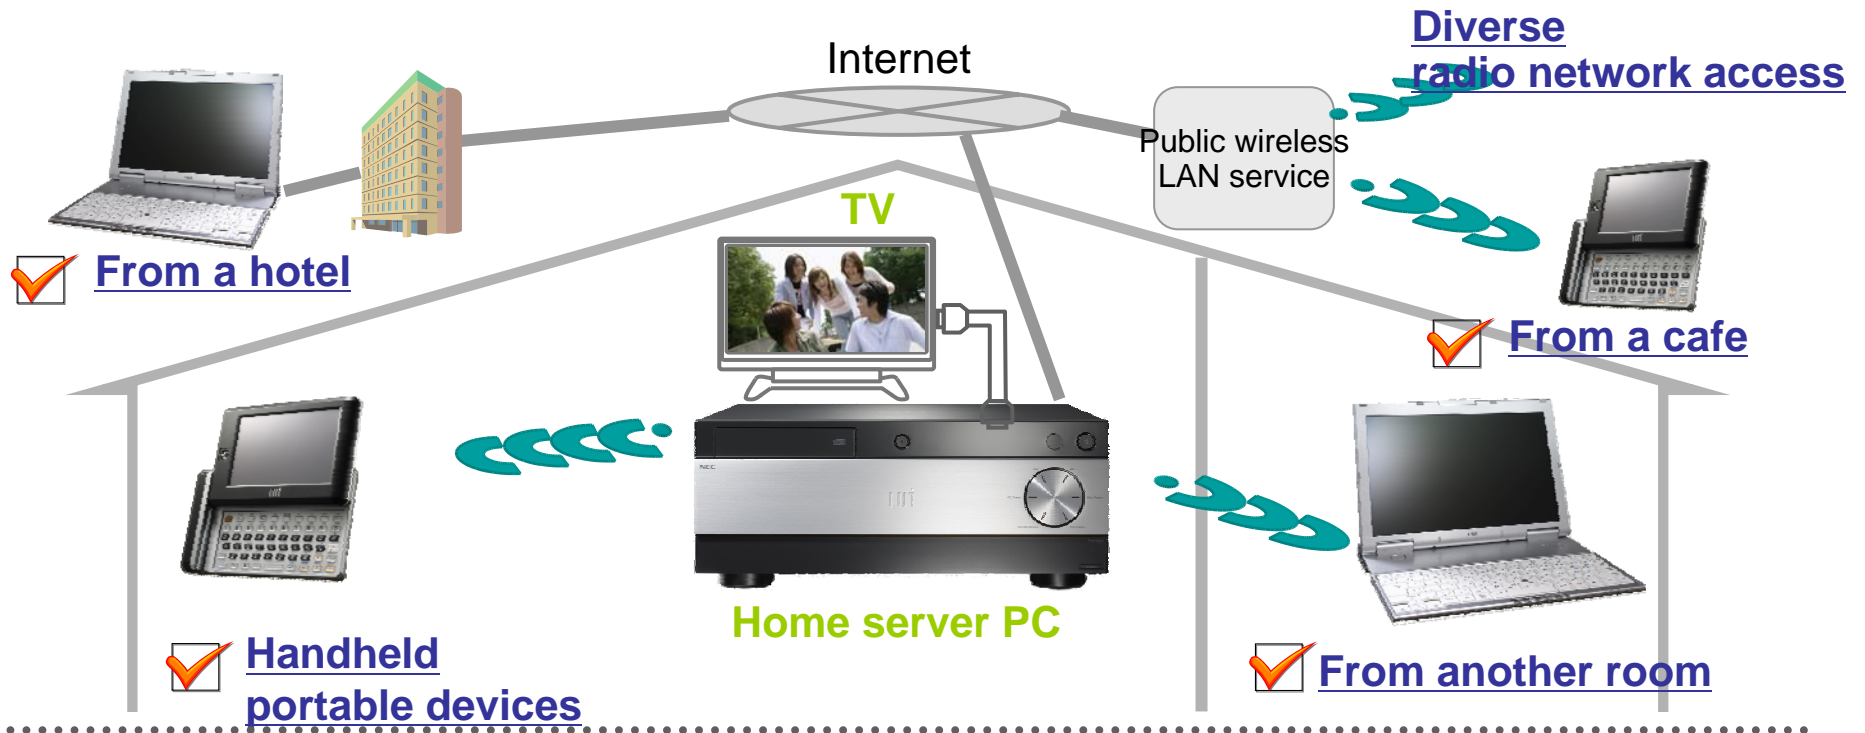 Internet
Diverse
radio network access
Public wireless
LAN service
TV
From a hotel
From a cafe
NEC
Home server PC
Handheld
portable devices
From another room